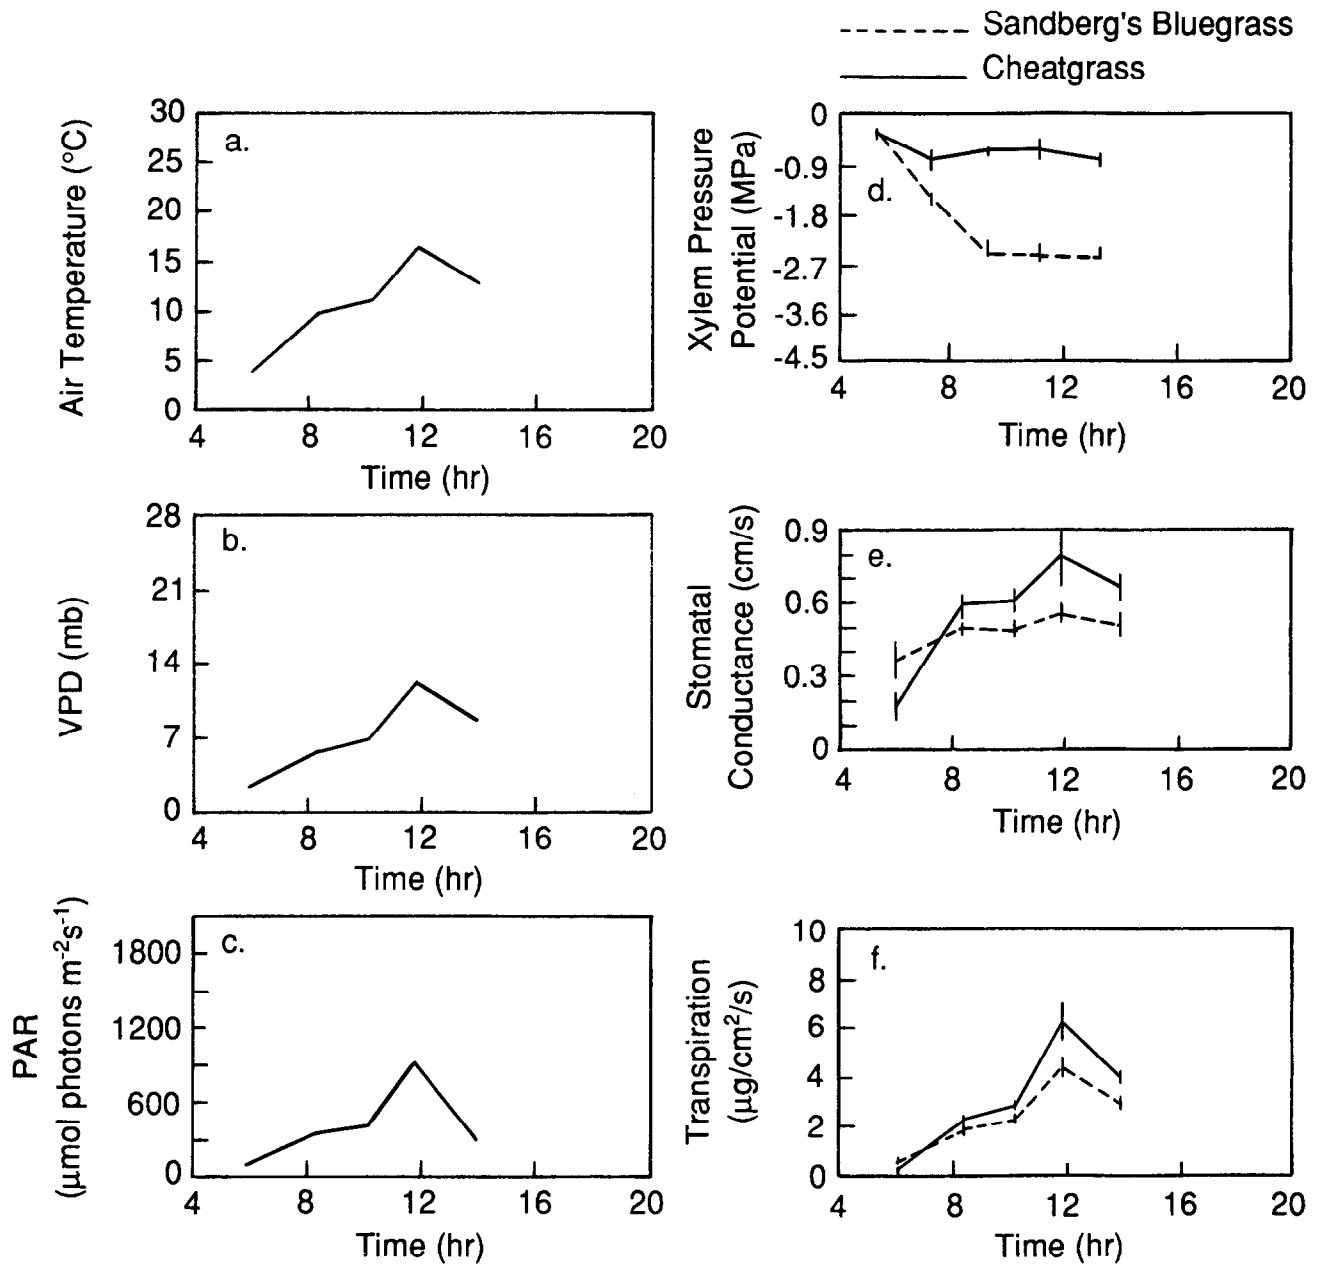 Sandberg's Bluegrass
Cheatgrass
a.
Air Temperature (°C)
30
25
20
15
10
5
0
4 8 12 16 20
Time (hr)
d.
Xylem Pressure
Potential (MPa)
0
-0.9
-1.8
-2.7
-3.6
-4.5
4 8 12 16 20
Time (hr)
b.
VPD (mb)
28
21
14
7
0
4 8 12 16 20
Time (hr)
e.
Stomatal
Conductance (cm/s)
0.9
0.6
0.3
0
4 8 12 16 20
Time (hr)
c.
PAR
(μmol photons m⁻²s⁻¹)
1800
1200
600
0
4 8 12 16 20
Time (hr)
f.
Transpiration
(μg/cm²/s)
10
8
6
4
2
0
4 8 12 16 20
Time (hr)